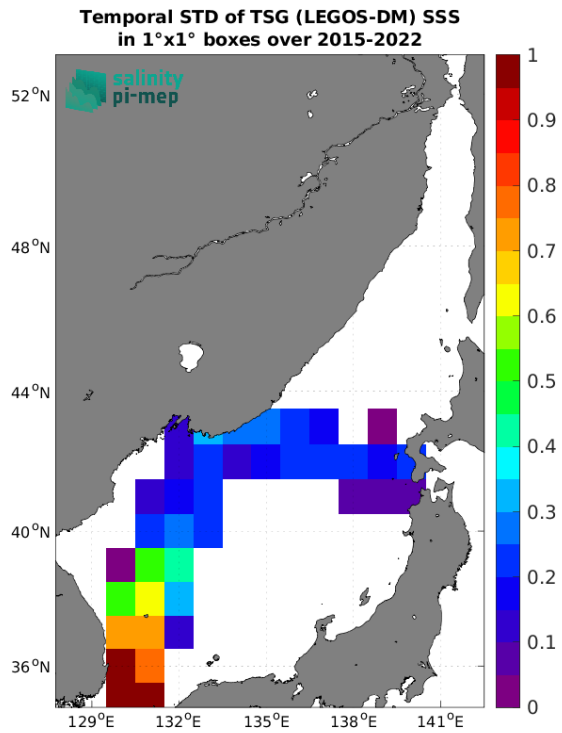 Temporal STD of TSG (LEGOS-DM) SSS
in 1°x1° boxes over 2015-2022
salinity
pi-mep
52°N
48°N
44°N
40°N
36°N
129°E
132°E
135°E
138°E
141°E
1
0.9
0.8
0.7
0.6
0.5
0.4
0.3
0.2
0.1
0